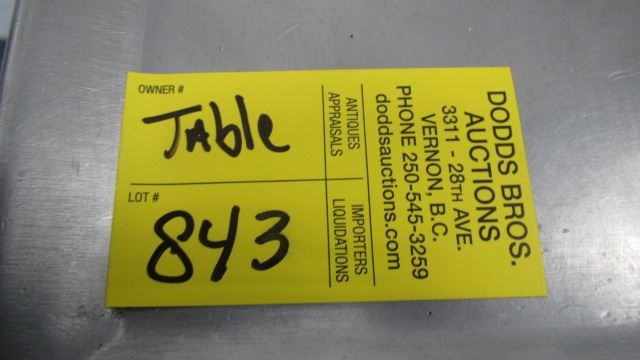 OWNER #
Table
LOT #
843
DODDS BROS.
AUCTIONS
3311 - 28TH AVE.
VERNON, B.C.
PHONE 250-545-3259
doddsauctions.com
ANTIQUES
APPRAISALS
IMPORTERS
LIQUIDATIONS